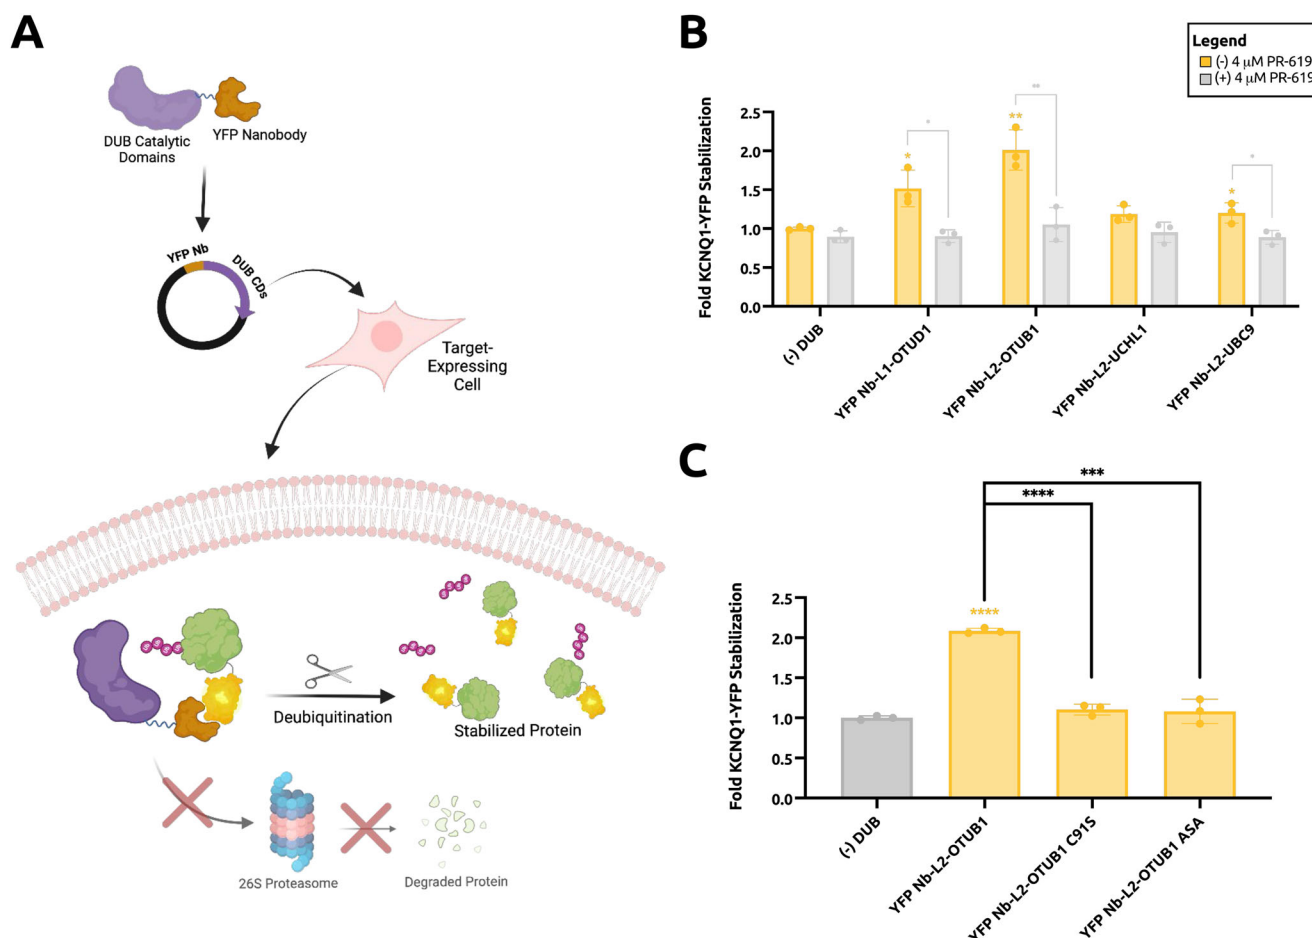 A
DUB Catalytic
Domains
YFP Nanobody
YFP Nb
DUB CDs
Target-
Expressing
Cell
Deubiquitination
Stabilized Protein
26S Proteasome
Degraded Protein
B
Legend
(-) 4 μM PR-619
(+) 4 μM PR-619
Fold KCNQ1-YFP Stabilization
2.5
2.0
1.5
1.0
0.5
0.0
*
**
*
*
**
*
(-) DUB
YFP Nb-L1-OTUD1
YFP Nb-L2-OTUB1
YFP Nb-L2-UCHL1
YFP Nb-L2-UBC9
C
***
****
****
Fold KCNQ1-YFP Stabilization
2.5
2.0
1.5
1.0
0.5
0.0
(-) DUB
YFP Nb-L2-OTUB1
YFP Nb-L2-OTUB1 C91S
YFP Nb-L2-OTUB1 ASA